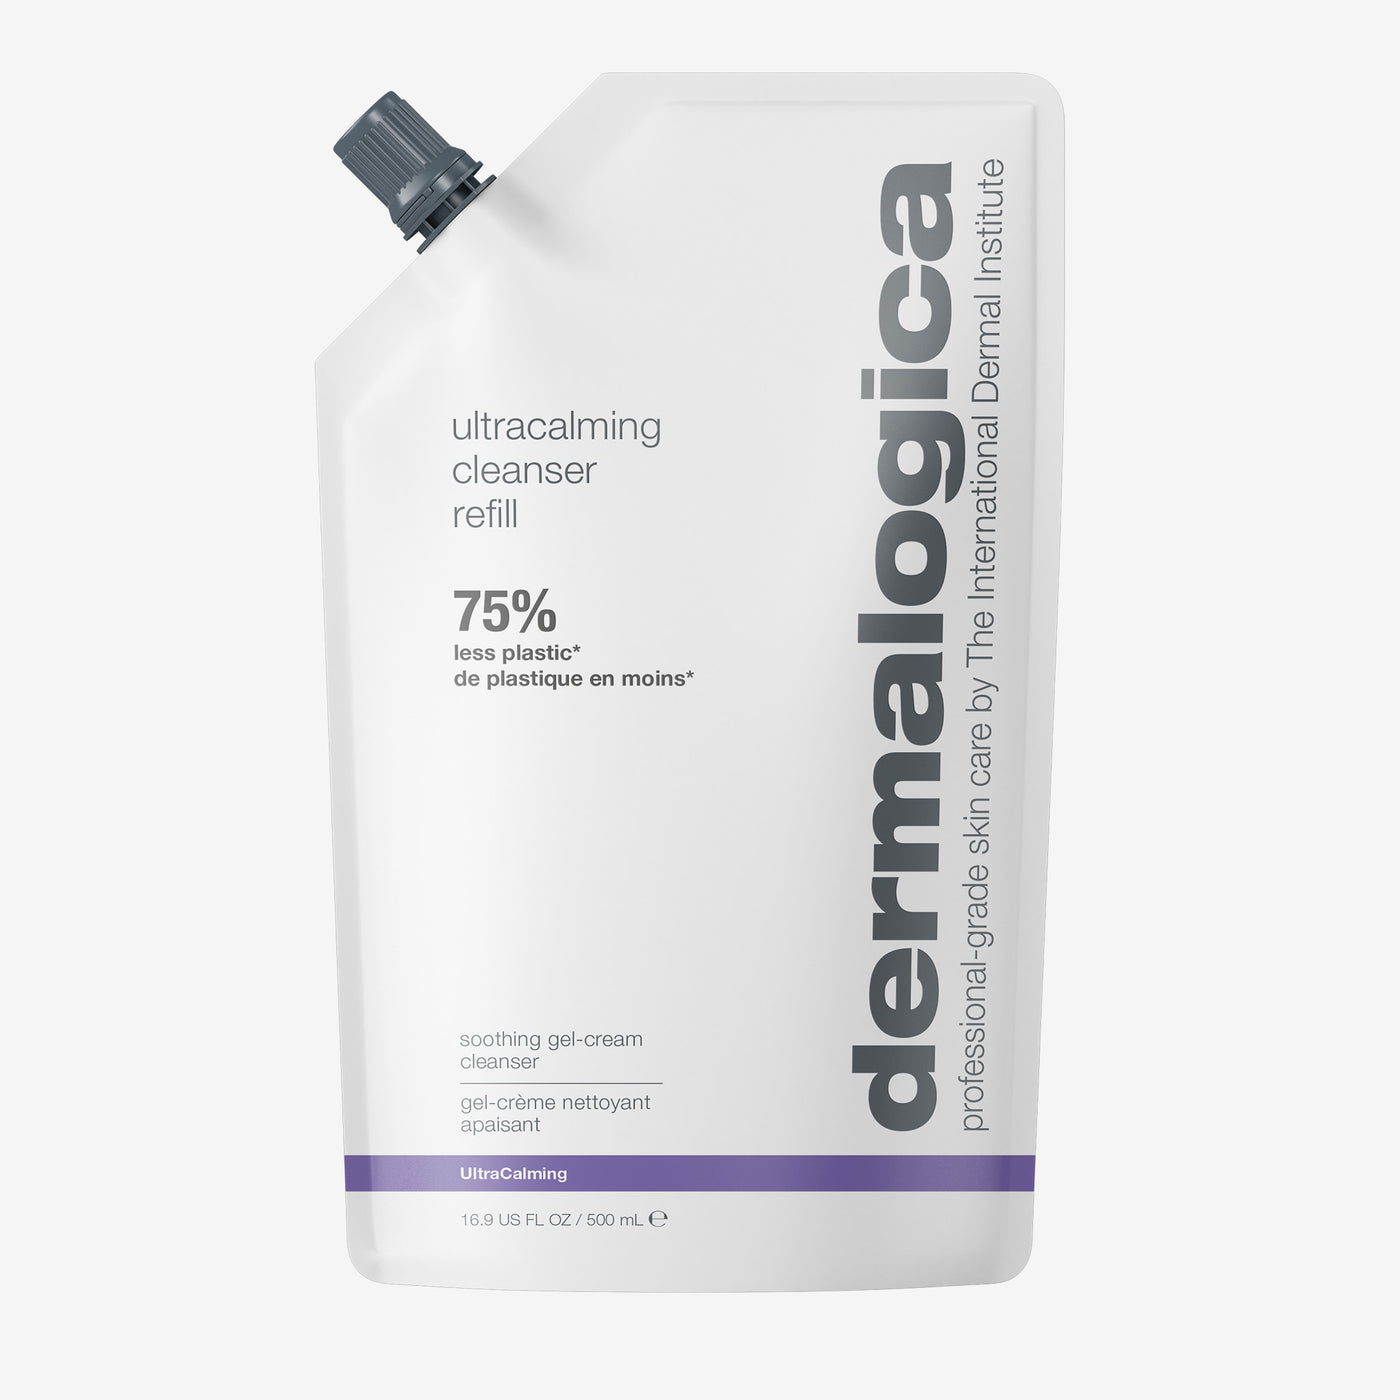 ultracalming
cleanser
refill
75%
less plastic*
de plastique en moins*
soothing gel-cream
cleanser
gel-crème nettoyant
apaisant
UltraCalming
16.9 US FL OZ / 500 mL ℮
dermalogica
professional-grade skin care by The International Dermal Institute